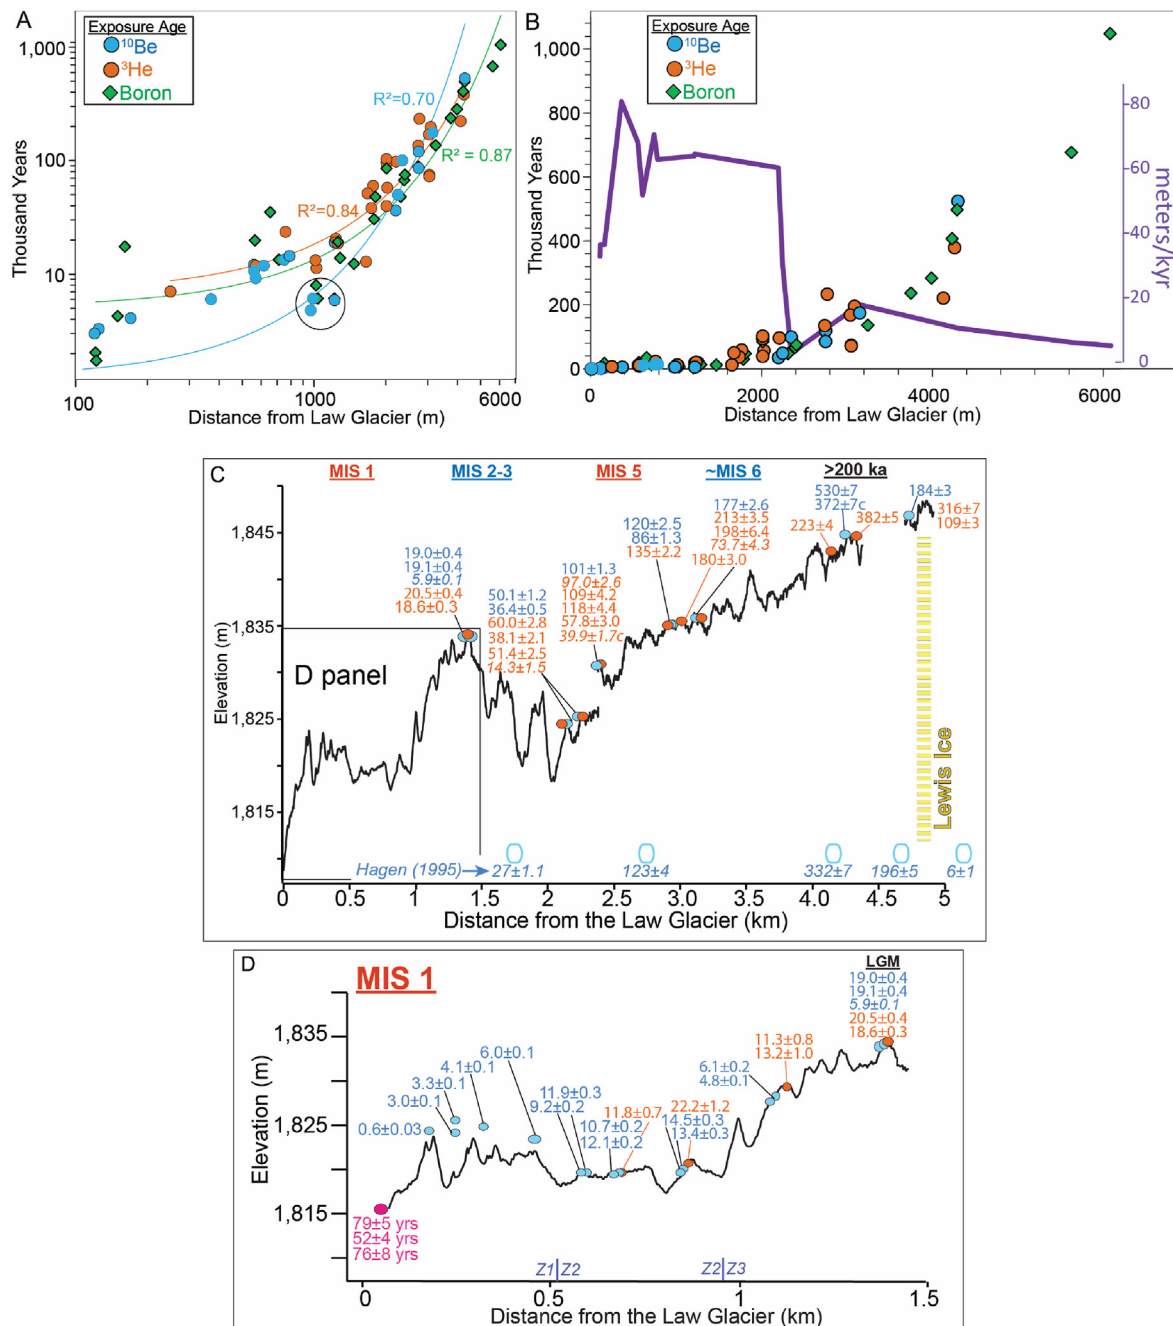 A
Exposure Age
10Be
3He
Boron
1,000
100
10
Thousand Years
R²=0.70
R² = 0.87
R²=0.84
100
1000
6000
Distance from Law Glacier (m)
B
Exposure Age
10Be
3He
Boron
1,000
800
600
400
200
0
Thousand Years
80
60
40
20
0
meters/kyr
0
2000
4000
6000
Distance from Law Glacier (m)
C
MIS 1
MIS 2-3
MIS 5
~MIS 6
>200 ka
1,845
1,835
1,825
1,815
Elevation (m)
D panel
19.0±0.4
19.1±0.4
5.9±0.1
20.5±0.4
18.6±0.3
50.1±1.2
36.4±0.5
60.0±2.8
38.1±2.1
51.4±2.5
14.3±1.5
101±1.3
97.0±2.6
109±4.2
118±4.4
57.8±3.0
39.9±1.7c
120±2.5
86±1.3
135±2.2
177±2.6
213±3.5
198±6.4
73.7±4.3
180±3.0
530±7
372±7c
223±4
382±5
184±3
316±7
109±3
Lewis Ice
Hagen (1995)
27±1.1
123±4
332±7
196±5
6±1
0
0.5
1
1.5
2
2.5
3.0
3.5
4.0
4.5
5
Distance from the Law Glacier (km)
D
MIS 1
LGM
19.0±0.4
19.1±0.4
5.9±0.1
20.5±0.4
18.6±0.3
1,835
1,825
1,815
Elevation (m)
0.6±0.03
3.0±0.1
3.3±0.1
4.1±0.1
6.0±0.1
11.9±0.3
9.2±0.2
10.7±0.2
12.1±0.2
11.8±0.7
22.2±1.2
14.5±0.3
13.4±0.3
6.1±0.2
4.8±0.1
11.3±0.8
13.2±1.0
79±5 yrs
52±4 yrs
76±8 yrs
Z1|Z2
Z2|Z3
0
0.5
1
1.5
Distance from the Law Glacier (km)